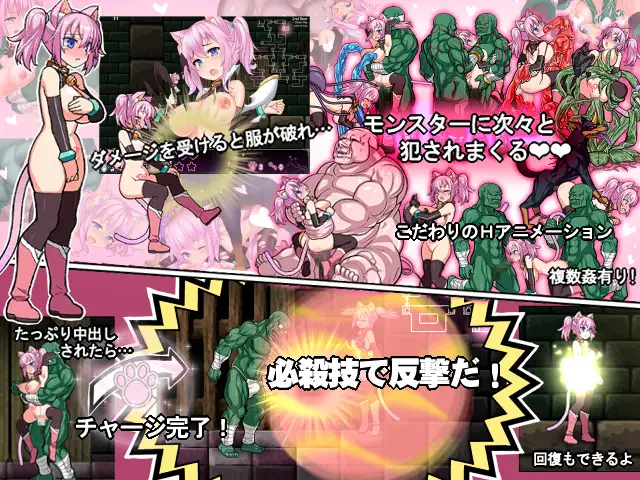 ダメージを受けると服が破れ…
モンスターに次々と
犯されまくる❤❤
こだわりのHアニメーション
複数姦有り!
たっぷり中出し
されたら…
チャージ完了!
必殺技で反撃だ!
回復もできるよ